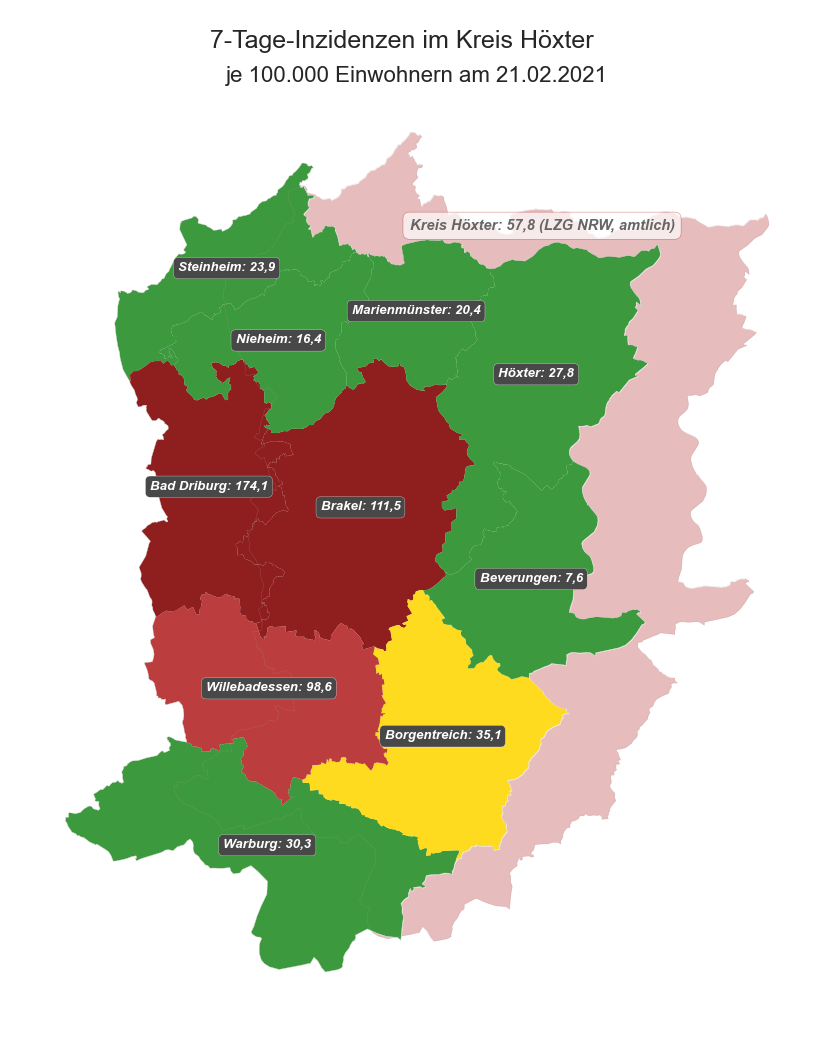 7-Tage-Inzidenzen im Kreis Höxter
je 100.000 Einwohnern am 21.02.2021
Kreis Höxter: 57,8 (LZG NRW, amtlich)
Steinheim: 23,9
Marienmünster: 20,4
Nieheim: 16,4
Höxter: 27,8
Bad Driburg: 174,1
Brakel: 111,5
Beverungen: 7,6
Willebadessen: 98,6
Borgentreich: 35,1
Warburg: 30,3